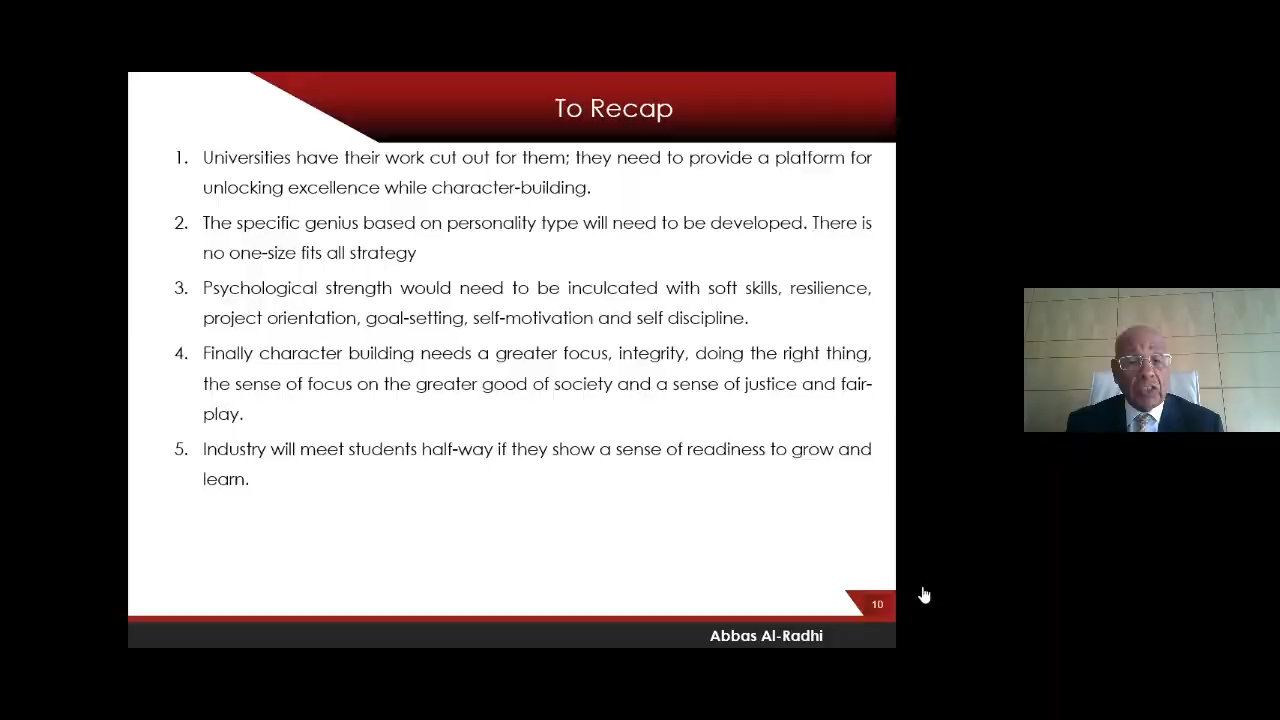 To Recap
1. Universities have their work cut out for them; they need to provide a platform for
unlocking excellence while character-building.
2. The specific genius based on personality type will need to be developed. There is
no one-size fits all strategy
3. Psychological strength would need to be inculcated with soft skills, resilience,
project orientation, goal-setting, self-motivation and self discipline.
4. Finally character building needs a greater focus, integrity, doing the right thing,
the sense of focus on the greater good of society and a sense of justice and fair-
play.
5. Industry will meet students half-way if they show a sense of readiness to grow and
learn.
10
Abbas Al-Radhi